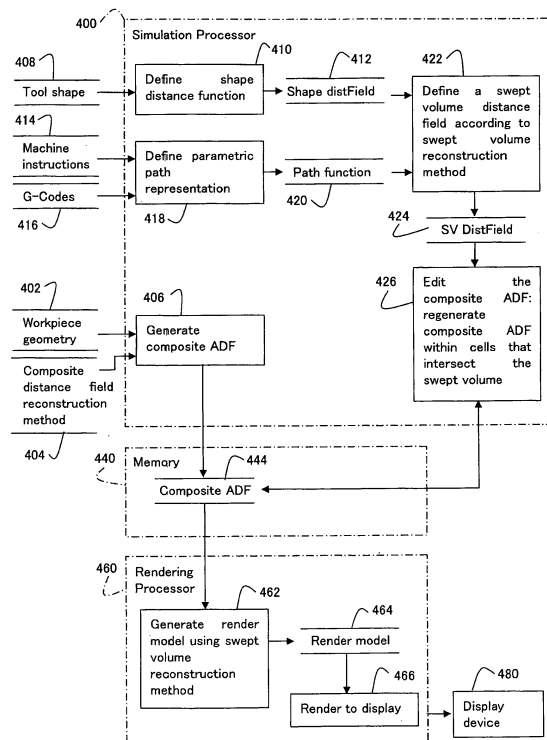 400
Simulation Processor
408
Tool shape
410
Define shape
distance function
412
Shape distField
422
Define a swept
volume distance
field according to
swept volume
reconstruction
method
414
Machine
instructions
G-Codes
416
Define parametric
path
representation
418
Path function
420
424
SV DistField
402
Workpiece
geometry
Composite
distance field
reconstruction
method
404
406
Generate
composite ADF
426
Edit the
composite ADF:
regenerate
composite ADF
within cells that
intersect the
swept volume
440
Memory
444
Composite ADF
460
Rendering
Processor
462
Generate render
model using swept
volume
reconstruction
method
464
Render model
466
Render to display
480
Display
device